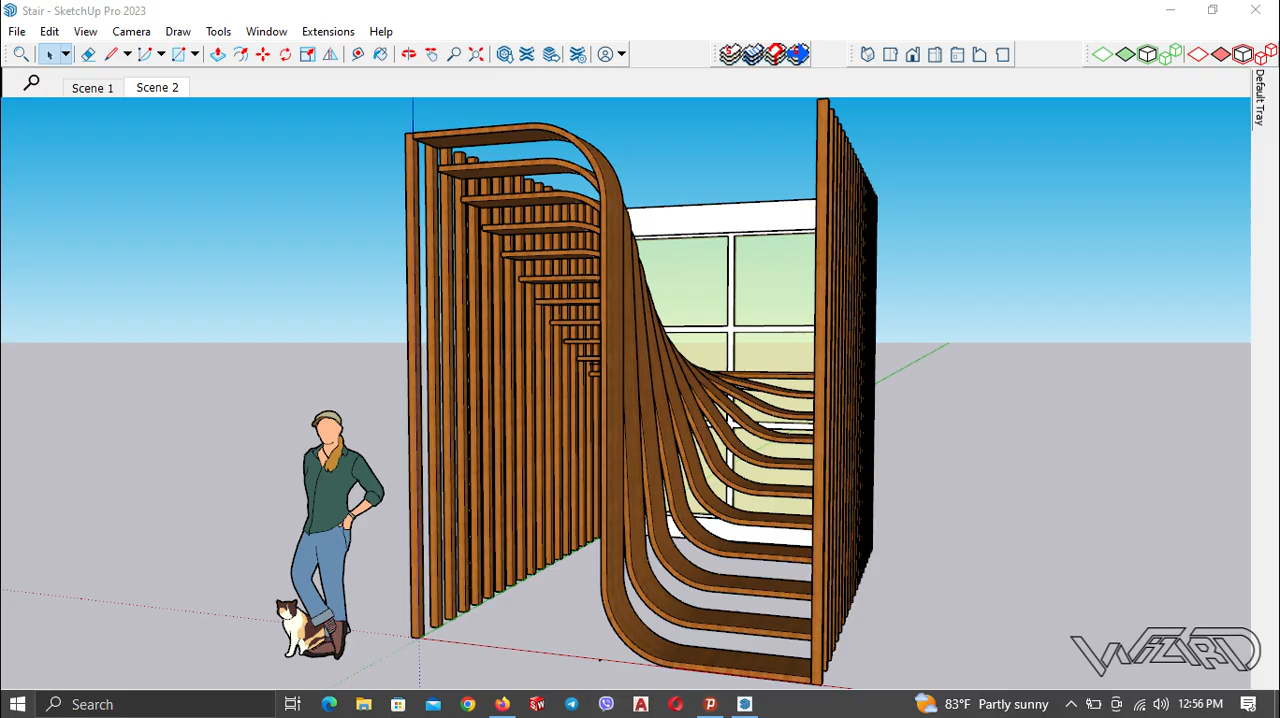 Stair - SketchUp Pro 2023
File Edit View Camera Draw Tools Window Extensions Help
Scene 1 Scene 2
Default Tray
WIZARD
Search 83°F Partly sunny 12:56 PM